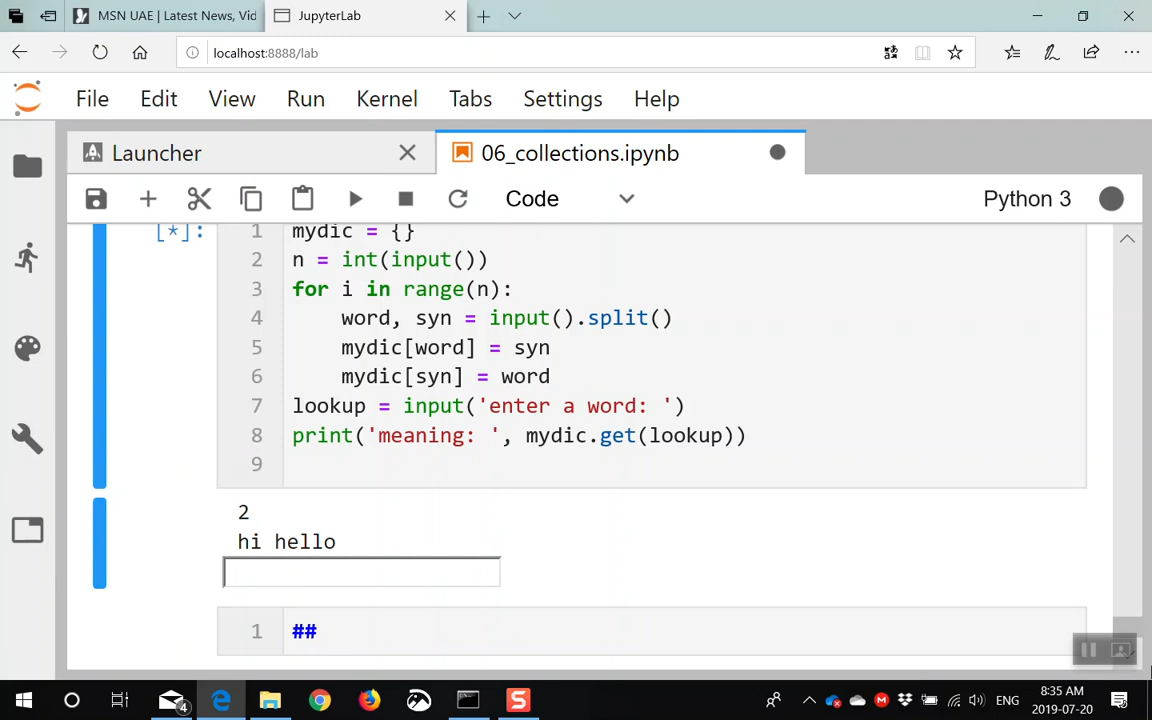 MSN UAE | Latest News, Vid
JupyterLab
localhost:8888/lab
File Edit View Run Kernel Tabs Settings Help
Launcher
06_collections.ipynb
Code
Python 3
[*]:
1 mydic = {}
2 n = int(input())
3 for i in range(n):
4 word, syn = input().split()
5 mydic[word] = syn
6 mydic[syn] = word
7 lookup = input('enter a word: ')
8 print('meaning: ', mydic.get(lookup))
9
2
hi hello
1 ##
4
S
M
ENG
8:35 AM
2019-07-20